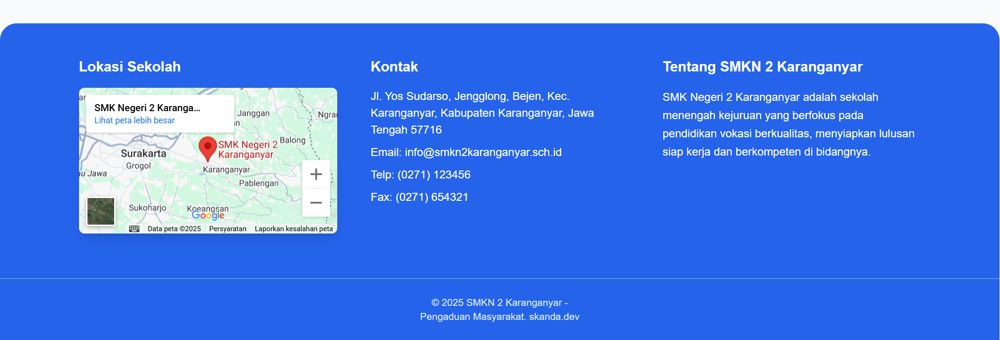 Lokasi Sekolah
SMK Negeri 2 Karanga...
Lihat peta lebih besar
Janggan
Balong
SMK Negeri 2
Karanganyar
Surakarta
Grogol
Karanganyar
Pablengan
Sukoharjo
Koeangsan
Google
Data peta ©2025
Persyaratan
Laporkan kesalahan peta
Kontak
Jl. Yos Sudarso, Jengglong, Bejen, Kec.
Karanganyar, Kabupaten Karanganyar, Jawa
Tengah 57716
Email: info@smkn2karanganyar.sch.id
Telp: (0271) 123456
Fax: (0271) 654321
Tentang SMKN 2 Karanganyar
SMK Negeri 2 Karanganyar adalah sekolah
menengah kejuruan yang berfokus pada
pendidikan vokasi berkualitas, menyiapkan lulusan
siap kerja dan berkompeten di bidangnya.
© 2025 SMKN 2 Karanganyar -
Pengaduan Masyarakat. skanda.dev